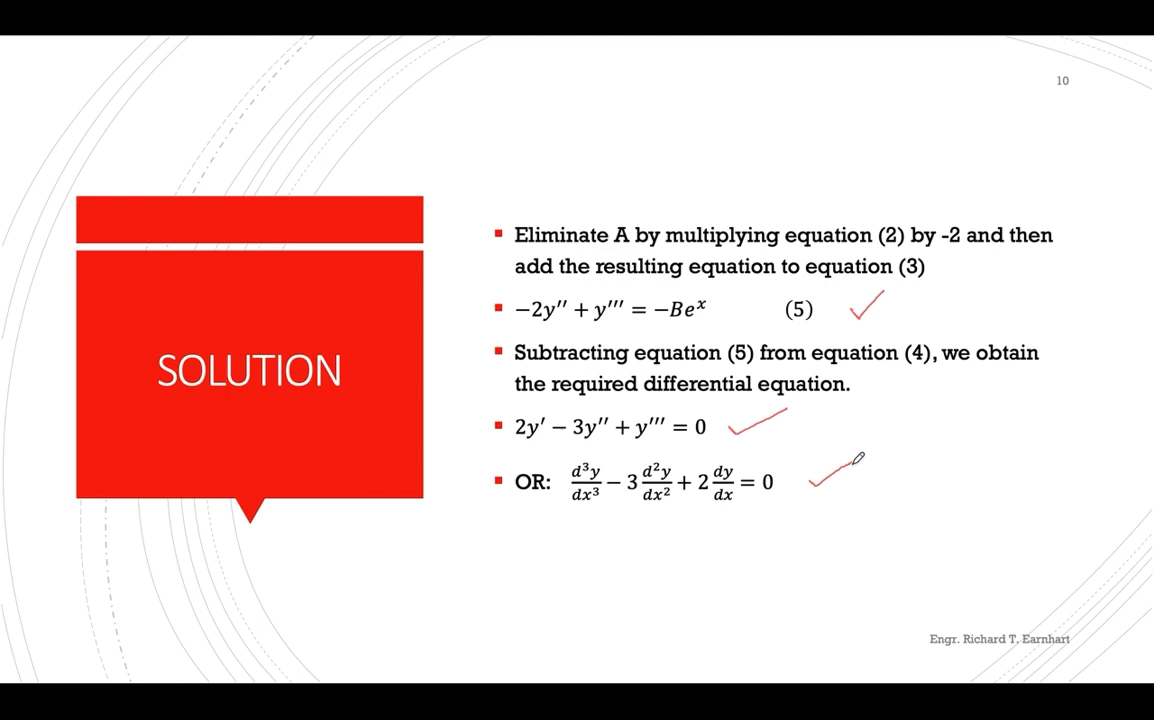 10
SOLUTION
Eliminate A by multiplying equation (2) by -2 and then
add the resulting equation to equation (3)
−2y′′ + y′′′ = −Beˣ (5)
Subtracting equation (5) from equation (4), we obtain
the required differential equation.
2y′ − 3y′′ + y′′′ = 0
OR: d³y/dx³ − 3 d²y/dx² + 2 dy/dx = 0
Engr. Richard T. Earnhart